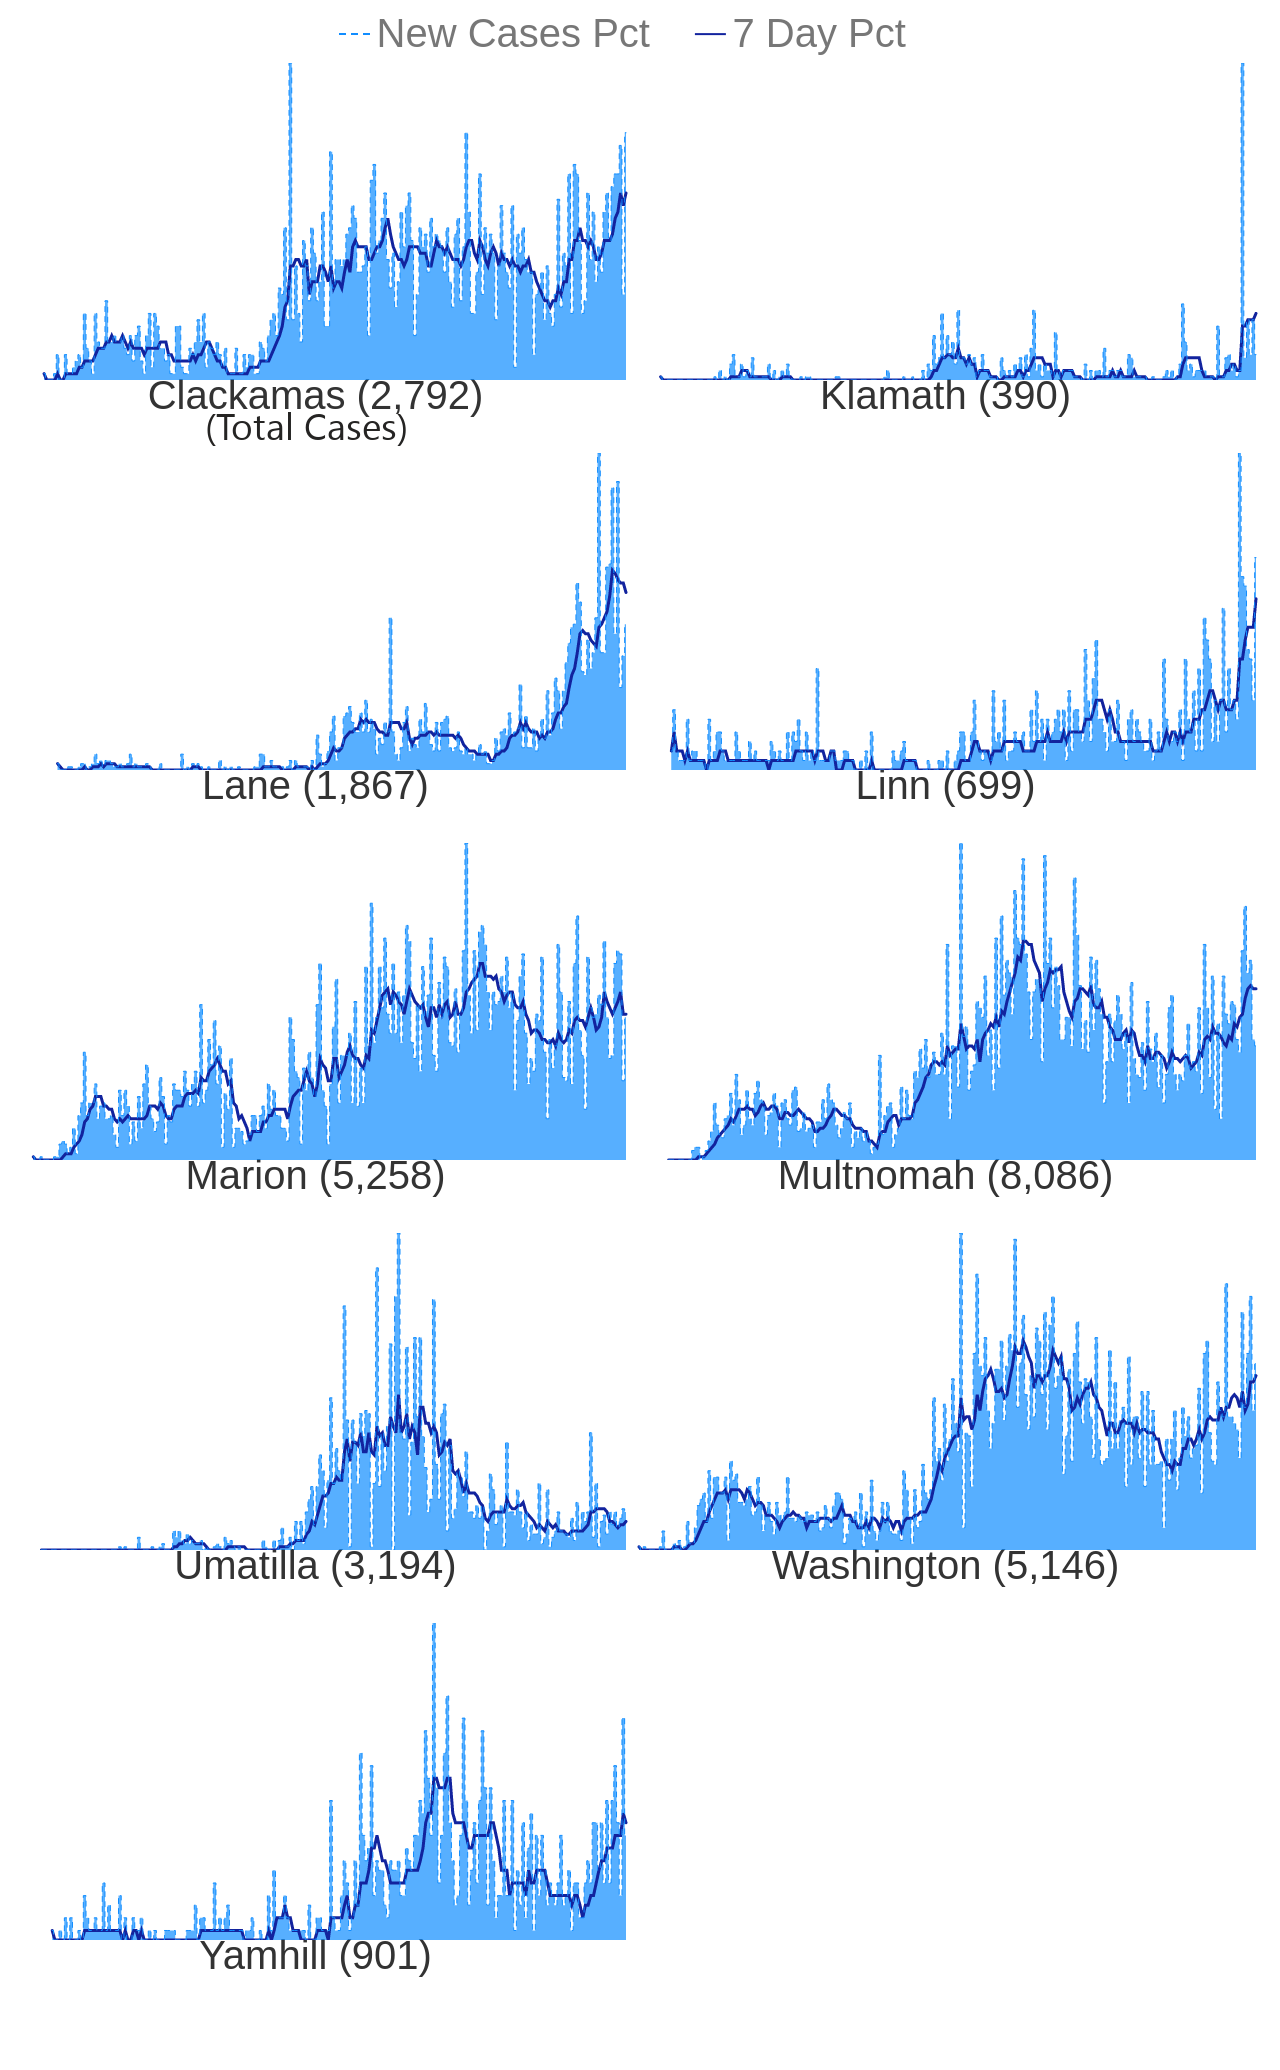 New Cases Pct 7 Day Pct
Clackamas (2,792) Klamath (390)
(Total Cases)
Lane (1,867) Linn (699)
Marion (5,258) Multnomah (8,086)
Umatilla (3,194) Washington (5,146)
Yamhill (901)